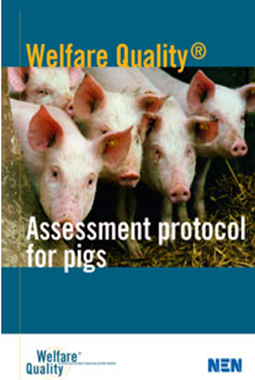 Welfare Quality®
Assessment protocol
for pigs
Welfare
Quality®
NEN